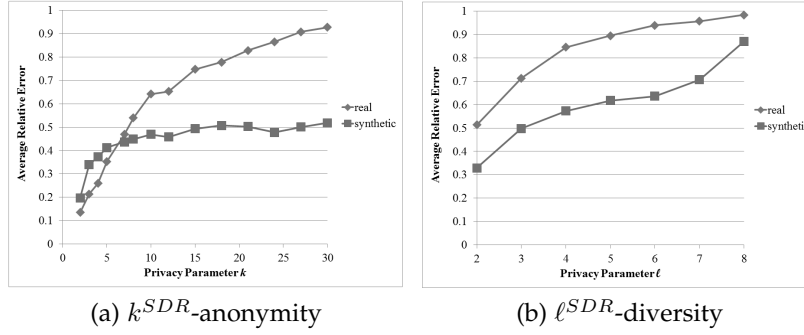 1
0.9
0.8
0.7
0.6
0.5
0.4
0.3
0.2
0.1
0
Average Relative Error
0 5 10 15 20 25 30
Privacy Parameter k
real
synthetic
(a) k^{SDR}-anonymity
1
0.9
0.8
0.7
0.6
0.5
0.4
0.3
0.2
0.1
0
Average Relative Error
2 3 4 5 6 7 8
Privacy Parameter ℓ
real
synthetic
(b) ℓ^{SDR}-diversity